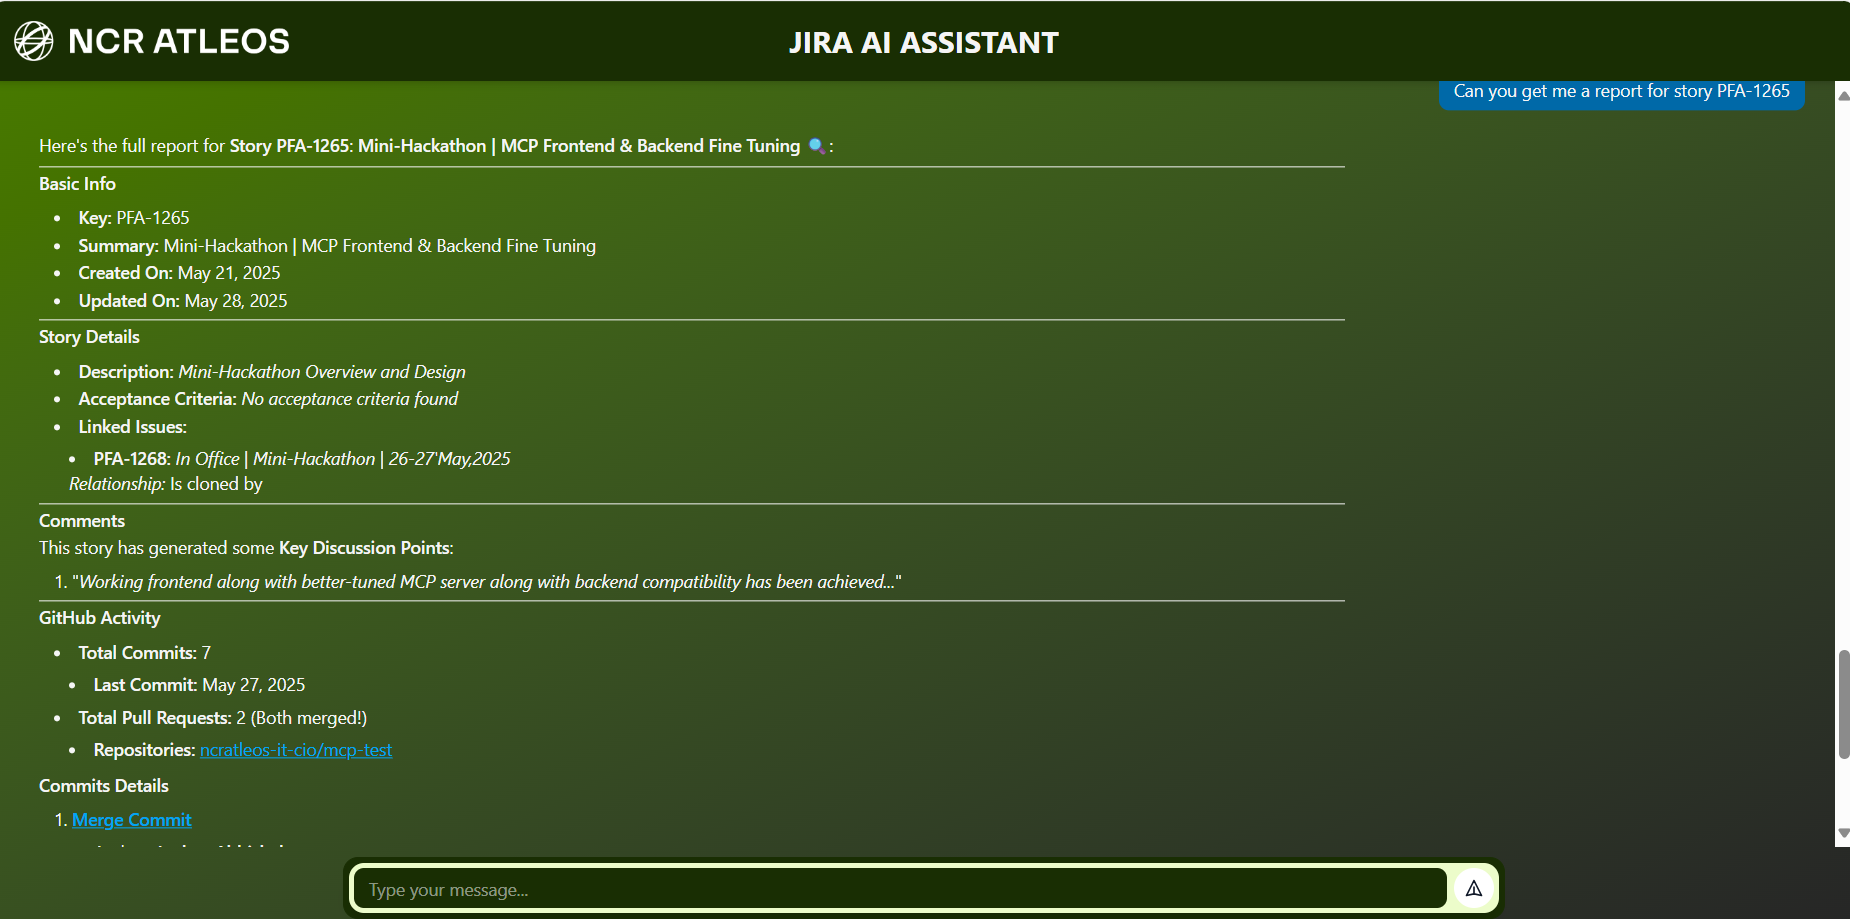 NCR ATLEOS
JIRA AI ASSISTANT
Can you get me a report for story PFA-1265
Here's the full report for Story PFA-1265: Mini-Hackathon | MCP Frontend & Backend Fine Tuning 🔍:
Basic Info
• Key: PFA-1265
• Summary: Mini-Hackathon | MCP Frontend & Backend Fine Tuning
• Created On: May 21, 2025
• Updated On: May 28, 2025
Story Details
• Description: Mini-Hackathon Overview and Design
• Acceptance Criteria: No acceptance criteria found
• Linked Issues:
• PFA-1268: In Office | Mini-Hackathon | 26-27'May,2025
Relationship: Is cloned by
Comments
This story has generated some Key Discussion Points:
1. "Working frontend along with better-tuned MCP server along with backend compatibility has been achieved..."
GitHub Activity
• Total Commits: 7
• Last Commit: May 27, 2025
• Total Pull Requests: 2 (Both merged!)
• Repositories: ncratleos-it-cio/mcp-test
Commits Details
1. Merge Commit
Type your message...